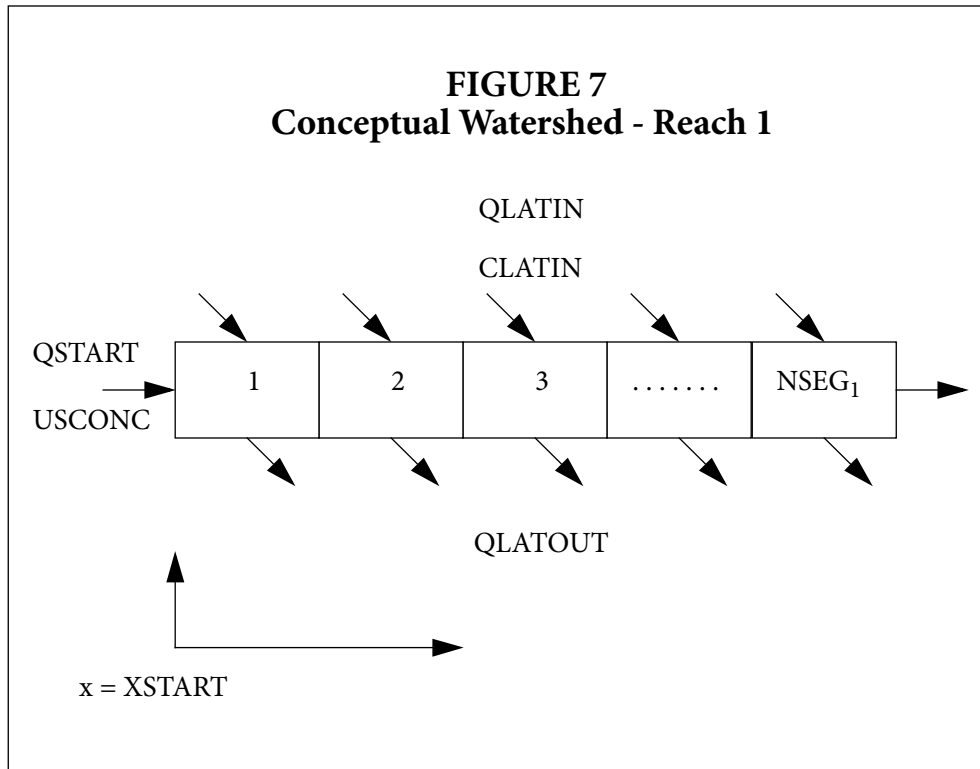 FIGURE 7
Conceptual Watershed - Reach 1
QLATIN
CLATIN
QSTART
USCONC
1
2
3
.......
NSEG₁
QLATOUT
x = XSTART